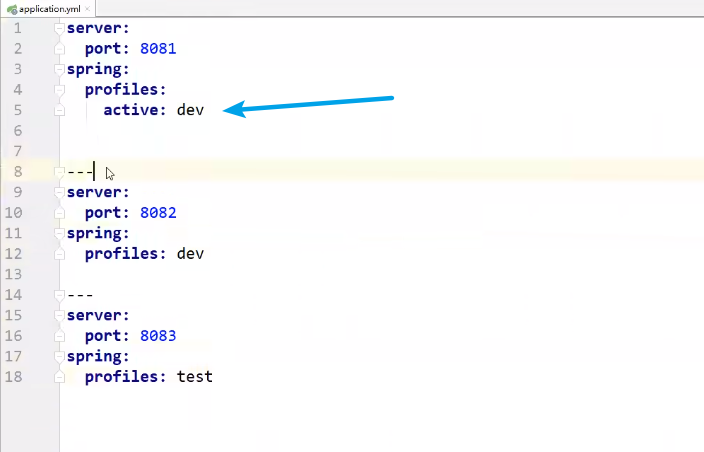 application.yml
1 server:
2 port: 8081
3 spring:
4 profiles:
5 active: dev
6
7
8 ---
9 server:
10 port: 8082
11 spring:
12 profiles: dev
13
14 ---
15 server:
16 port: 8083
17 spring:
18 profiles: test